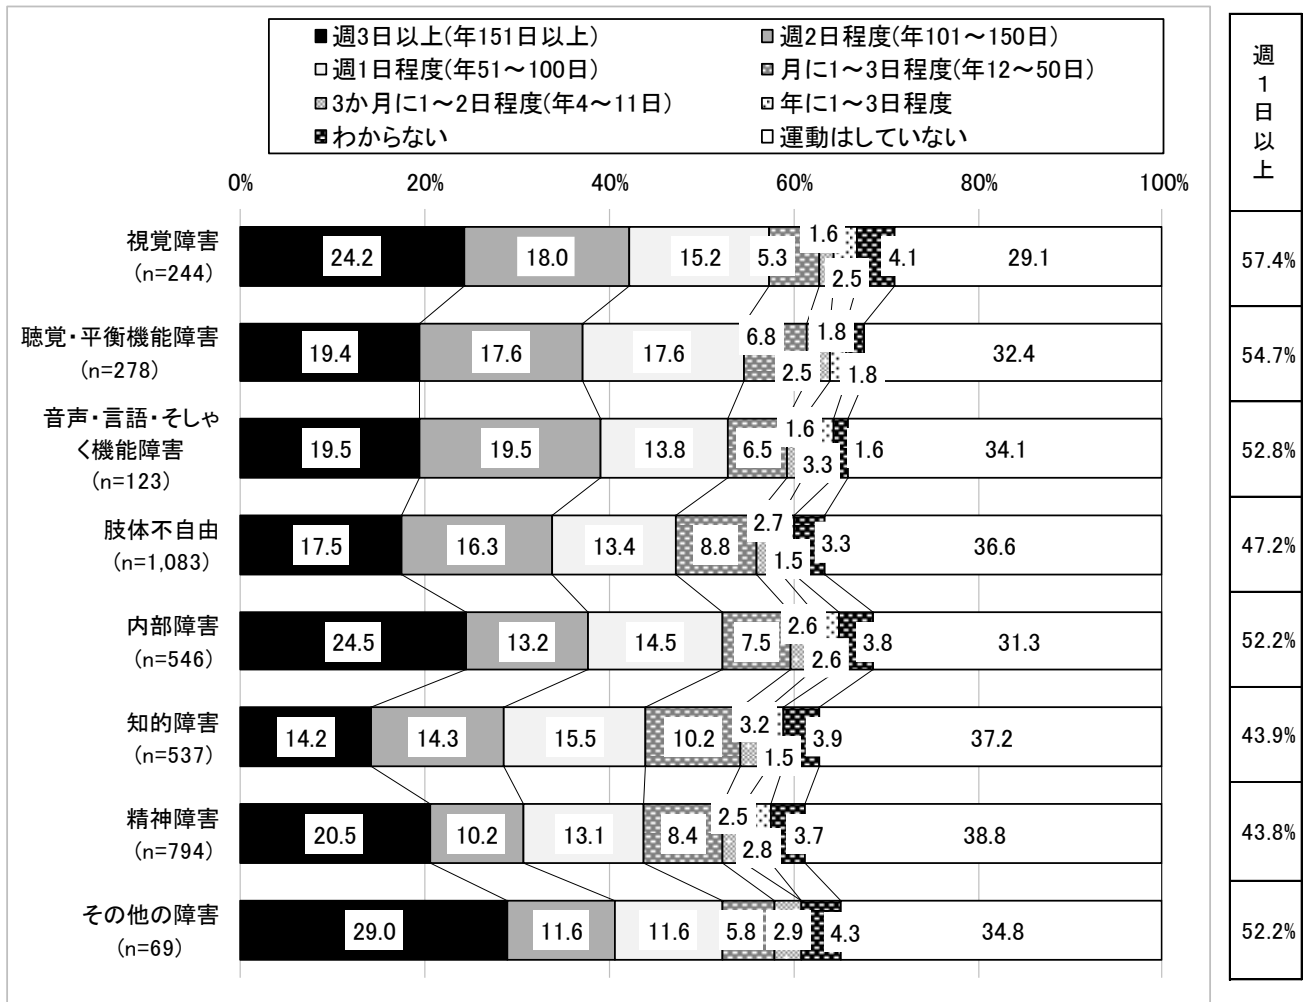 週3日以上(年151日以上)
週2日程度(年101～150日)
週1日程度(年51～100日)
月に1～3日程度(年12～50日)
3か月に1～2日程度(年4～11日)
年に1～3日程度
わからない
運動はしていない
週1日以上
0% 20% 40% 60% 80% 100%
視覚障害
(n=244)
24.2 18.0 15.2 5.3 1.6 2.5 4.1 29.1
57.4%
聴覚・平衡機能障害
(n=278)
19.4 17.6 17.6 6.8 2.5 1.8 1.8 32.4
54.7%
音声・言語・そしゃ
く機能障害
(n=123)
19.5 19.5 13.8 6.5 1.6 3.3 1.6 34.1
52.8%
肢体不自由
(n=1,083)
17.5 16.3 13.4 8.8 2.7 1.5 3.3 36.6
47.2%
内部障害
(n=546)
24.5 13.2 14.5 7.5 2.6 2.6 3.8 31.3
52.2%
知的障害
(n=537)
14.2 14.3 15.5 10.2 3.2 1.5 3.9 37.2
43.9%
精神障害
(n=794)
20.5 10.2 13.1 8.4 2.5 2.8 3.7 38.8
43.8%
その他の障害
(n=69)
29.0 11.6 11.6 5.8 2.9 4.3 34.8
52.2%